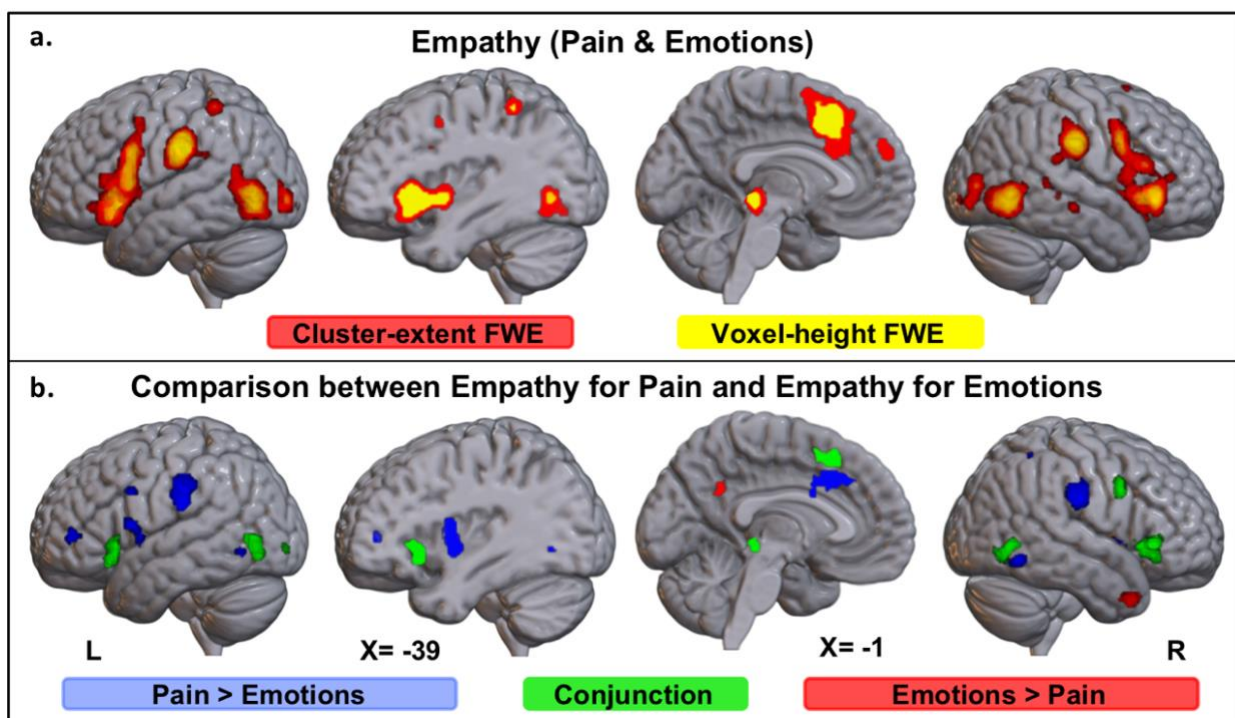 a.
Empathy (Pain & Emotions)
Cluster-extent FWE
Voxel-height FWE
b.
Comparison between Empathy for Pain and Empathy for Emotions
L
X= -39
X= -1
R
Pain > Emotions
Conjunction
Emotions > Pain